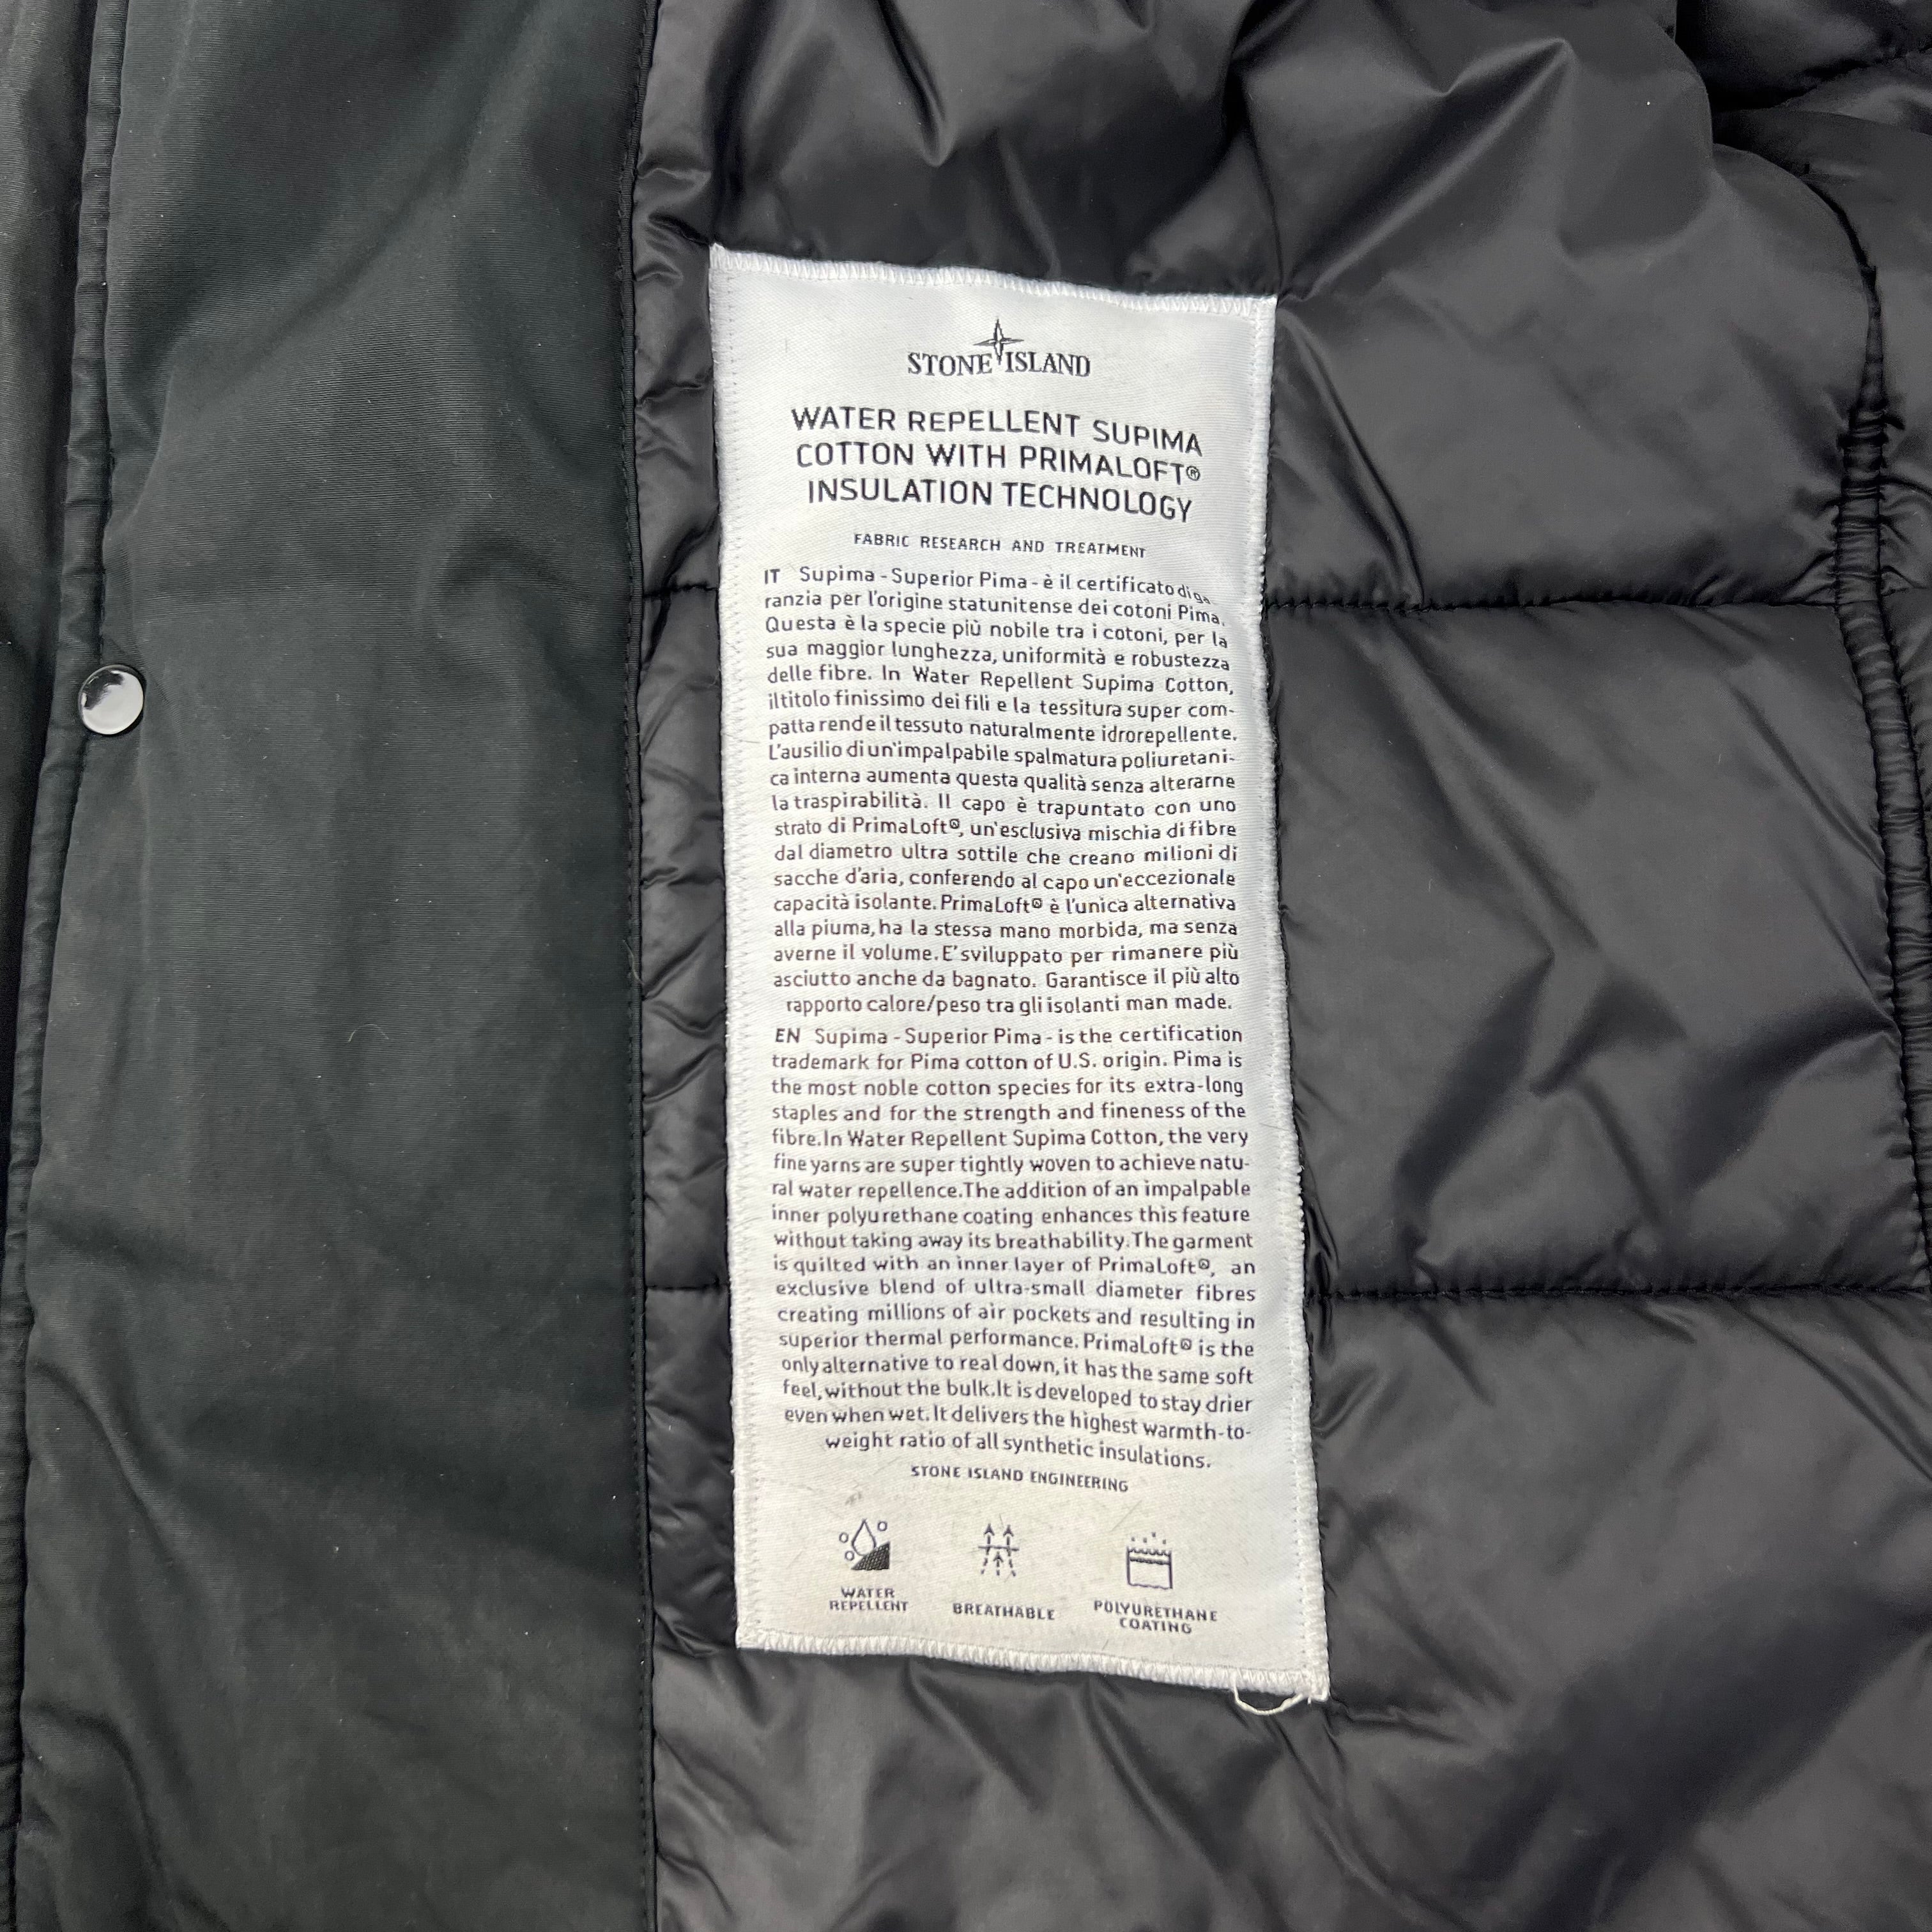 STONE ISLAND
WATER REPELLENT SUPIMA
COTTON WITH PRIMALOFT®
INSULATION TECHNOLOGY
FABRIC RESEARCH AND TREATMENT
IT Supima - Superior Pima - è il certificato di ga
ranzia per l'origine statunitense dei cotoni Pima.
Questa è la specie più nobile tra i cotoni, per la
sua maggior lunghezza, uniformità e robustezza
delle fibre. In Water Repellent Supima Cotton,
il titolo finissimo dei fili e la tessitura super com-
patta rende il tessuto naturalmente idrorepellente.
L'ausilio di un'impalpabile spalmatura poliuretani-
ca interna aumenta questa qualità senza alterarne
la traspirabilità. Il capo è trapuntato con uno
strato di PrimaLoft®, un'esclusiva mischia di fibre
dal diametro ultra sottile che creano milioni di
sacche d'aria, conferendo al capo un'eccezionale
capacità isolante. PrimaLoft® è l'unica alternativa
alla piuma, ha la stessa mano morbida, ma senza
averne il volume. E' sviluppato per rimanere più
asciutto anche da bagnato. Garantisce il più alto
rapporto calore/peso tra gli isolanti man made.
EN Supima - Superior Pima - is the certification
trademark for Pima cotton of U.S. origin. Pima is
the most noble cotton species for its extra-long
staples and for the strength and fineness of the
fibre. In Water Repellent Supima Cotton, the very
fine yarns are super tightly woven to achieve natu-
ral water repellence. The addition of an impalpable
inner polyurethane coating enhances this feature
without taking away its breathability. The garment
is quilted with an inner layer of PrimaLoft®, an
exclusive blend of ultra-small diameter fibres
creating millions of air pockets and resulting in
superior thermal performance. PrimaLoft® is the
only alternative to real down, it has the same soft
feel, without the bulk. It is developed to stay drier
even when wet. It delivers the highest warmth-to-
weight ratio of all synthetic insulations.
STONE ISLAND ENGINEERING
WATER
REPELLENT
BREATHABLE
POLYURETHANE
COATING